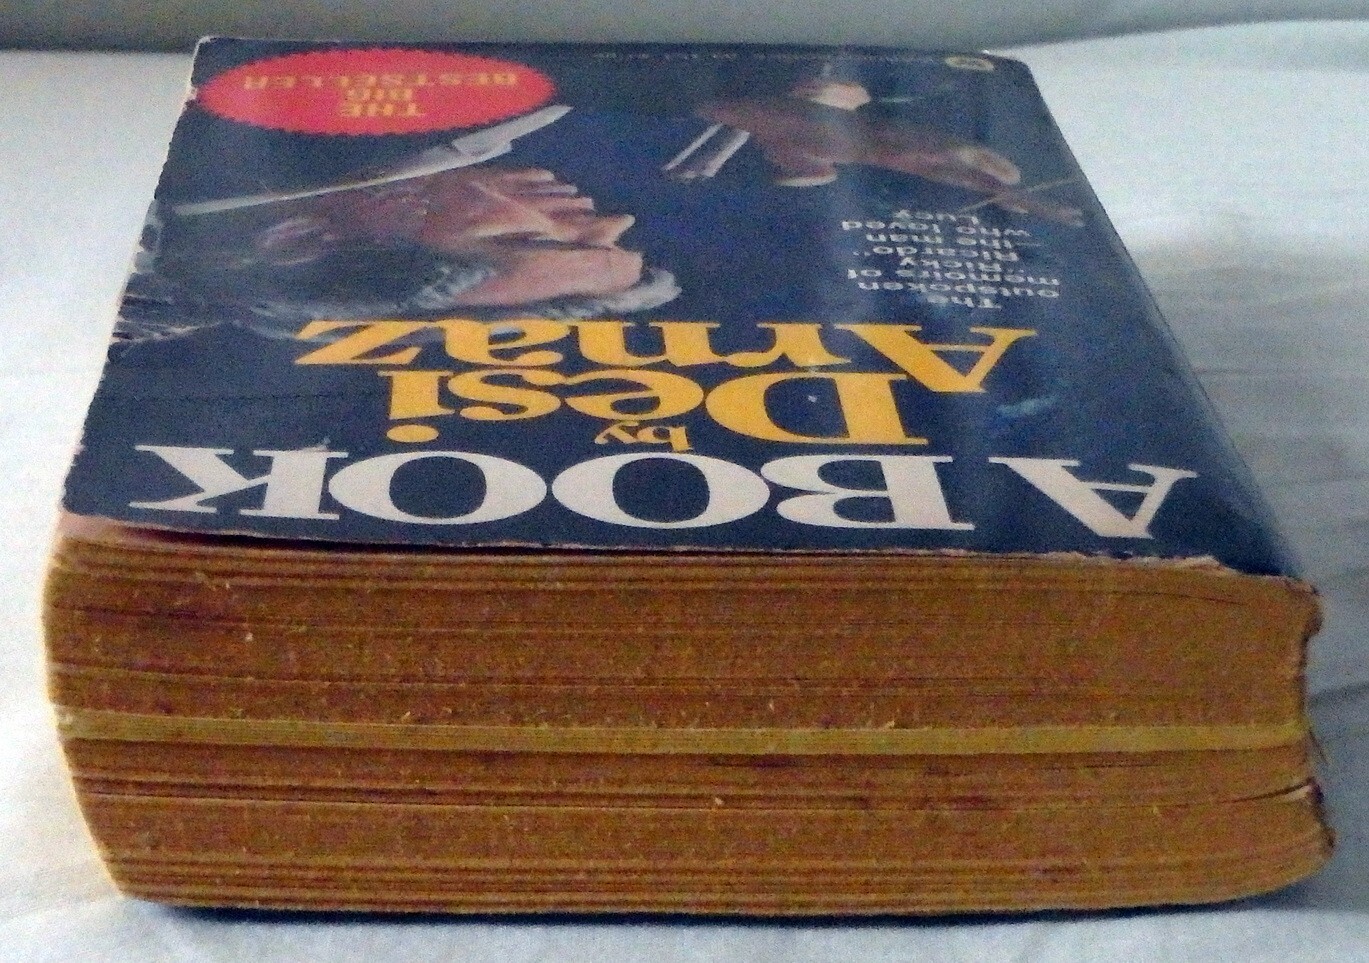 A BOOK
by
Desi
Arnaz
The
outspoken
memoirs of
"Ricky
Ricardo"—
the man
who loved
Lucy
THE
BIG
BESTSELLER